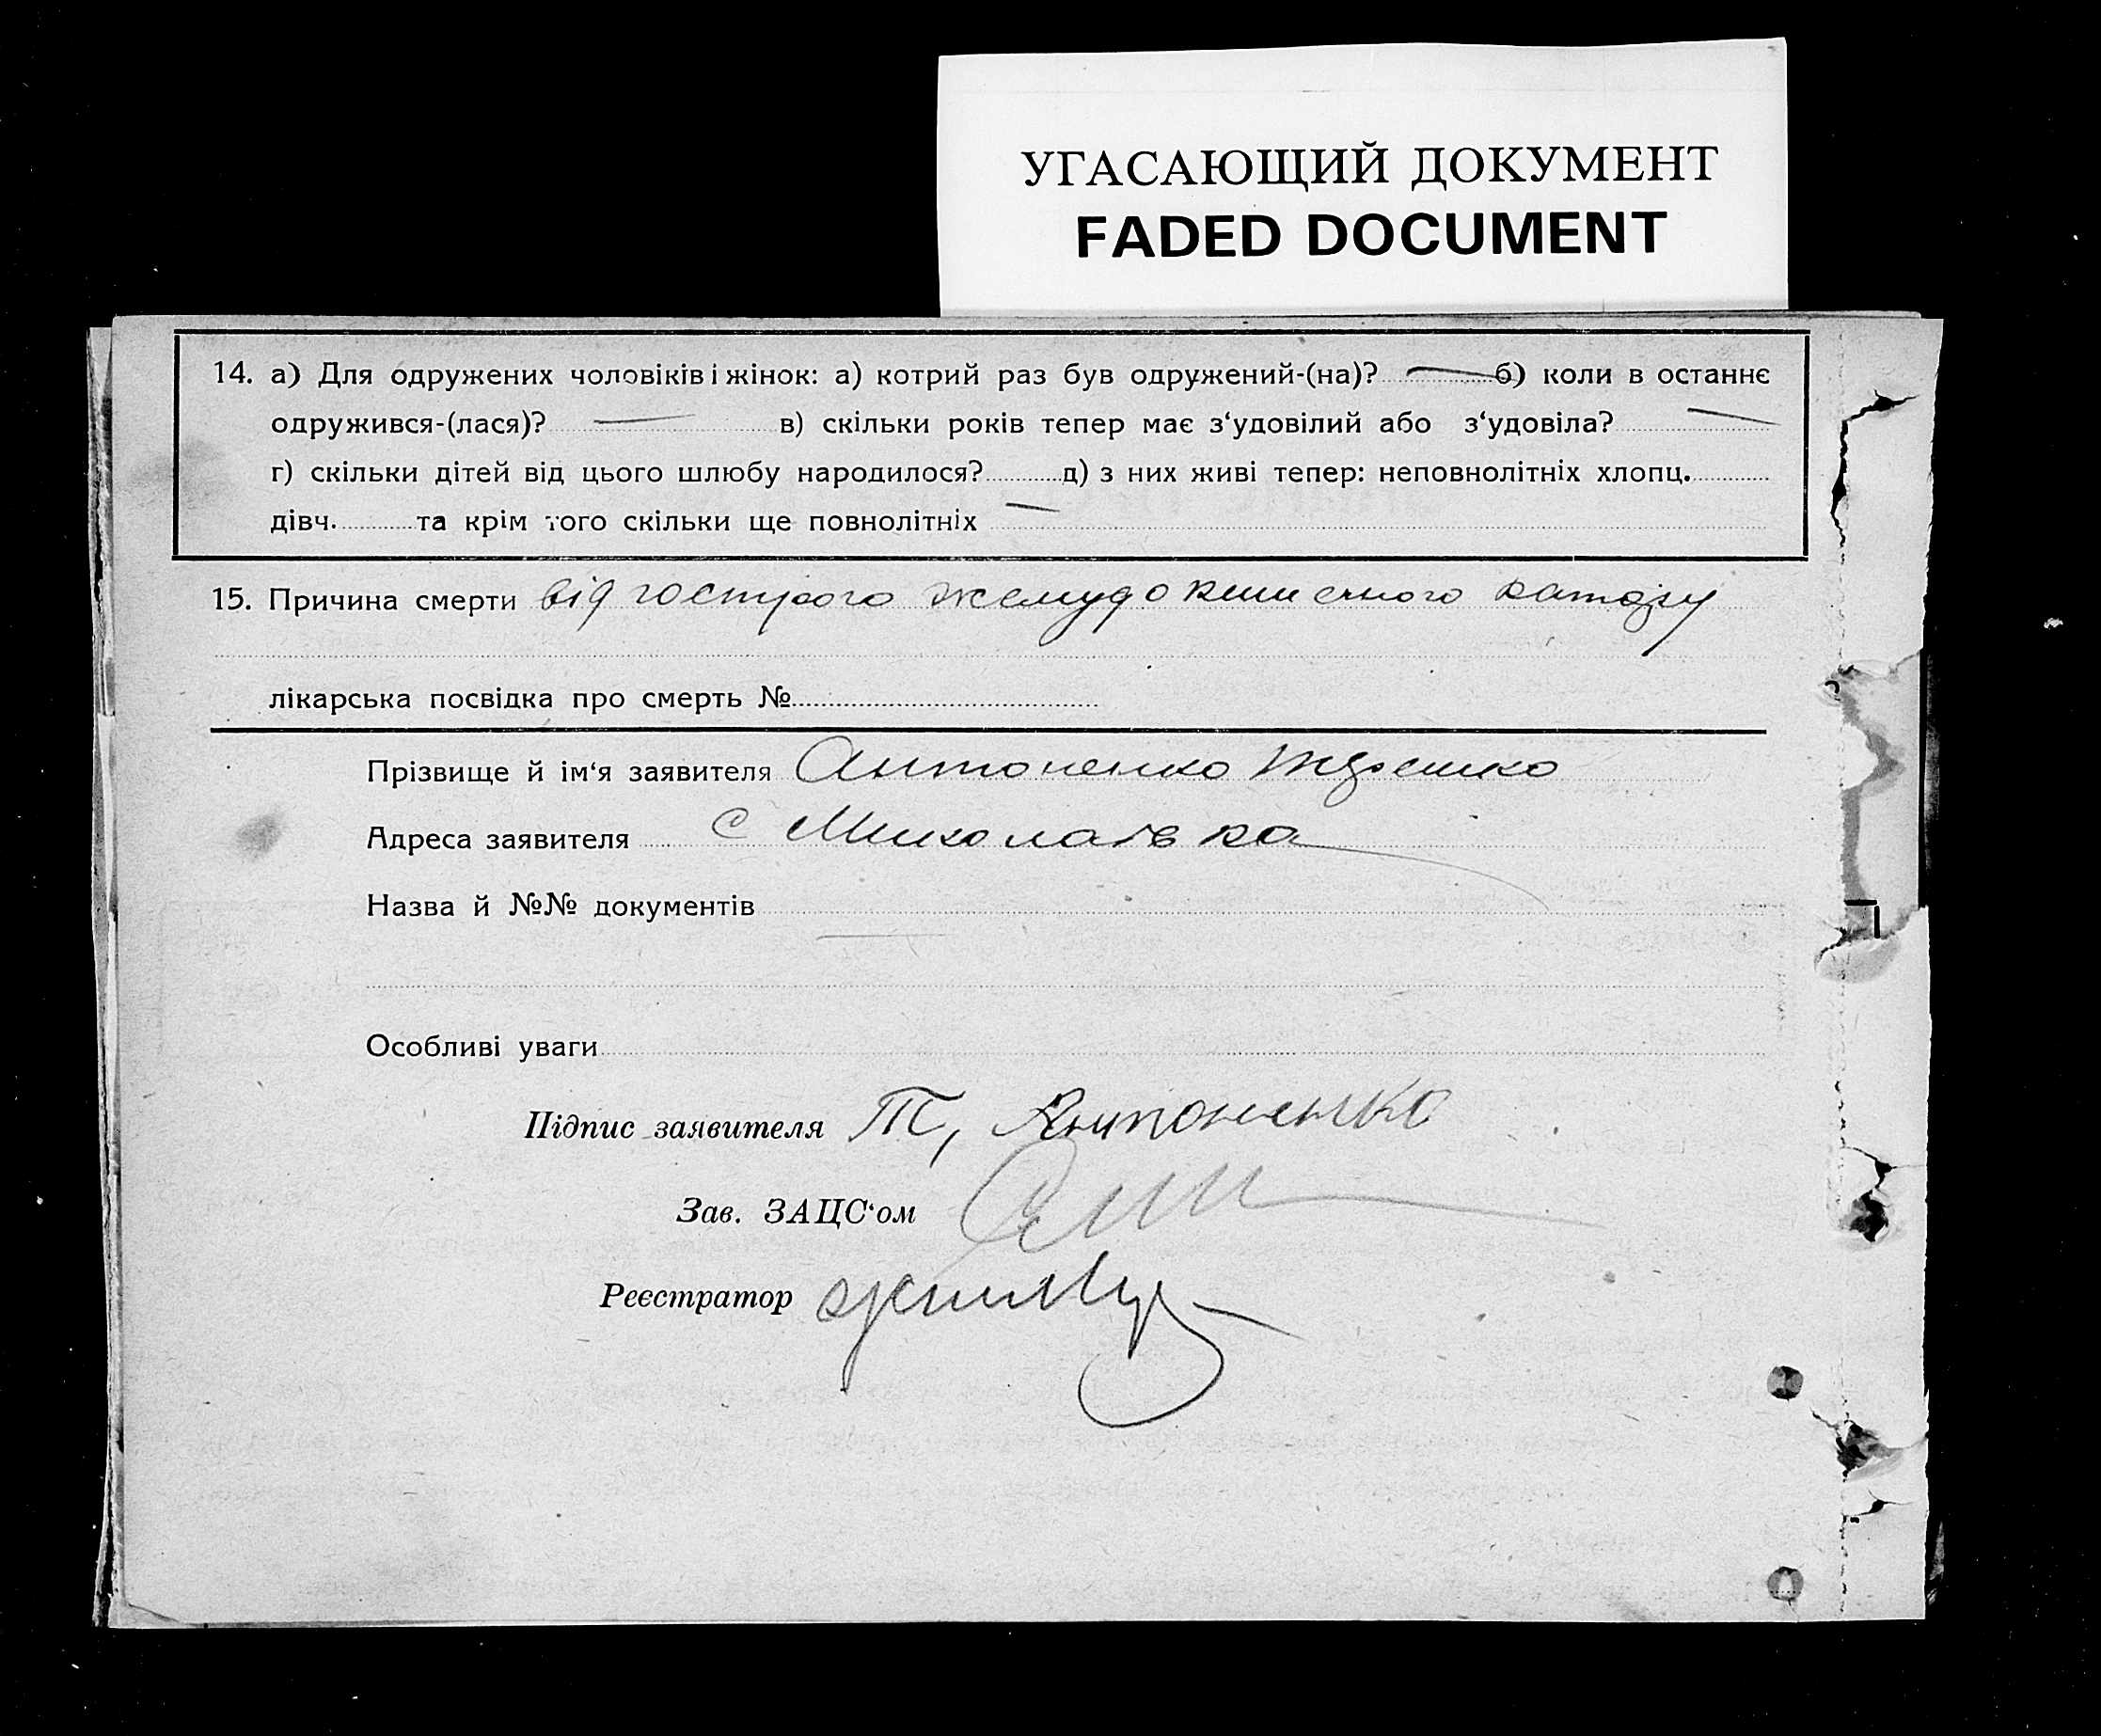 УГАСАЮЩИЙ ДОКУМЕНТ
FADED DOCUMENT
14. а) Для одружених чоловіків і жінок: а) котрий раз був одружений-(на)? — б) коли в останнє
одружився-(лася)? — в) скільки років тепер має з‘удовілий або з‘удовіла? —
г) скільки дітей від цього шлюбу народилося? д) з них живі тепер: неповнолітніх хлопц.
дівч. та крім того скільки ще повнолітніх —
15. Причина смерти від гострого желудокишечного катару
лікарська посвідка про смерть №
Прізвище й ім‘я заявителя Антоненко
Адреса заявителя с Миколаївка
Назва й №№ документів
Особливі уваги
Підпис заявителя Т, Антоненко
Зав. ЗАЦС‘ом
Реєстратор